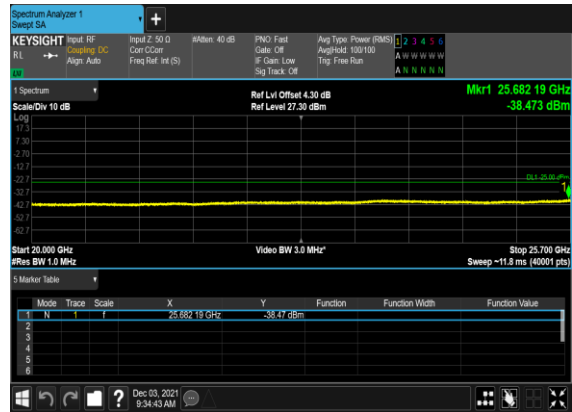 Spectrum Analyzer 1
Swept SA
+
KEYSIGHT Input: RF Input Z: 50 Ω #Atten: 40 dB PNO: Fast Avg Type: Power (RMS) 1 2 3 4 5 6
RL Coupling: DC Corr CCorr Gate: Off Avg|Hold: 100/100 A W W W W W
Align: Auto Freq Ref: Int (S) IF Gain: Low Trig: Free Run
Sig Track: Off A N N N N N
1 Spectrum Ref Lvl Offset 4.30 dB Mkr1 25.682 19 GHz
Scale/Div 10 dB Ref Level 27.30 dBm -38.473 dBm
Log
17.3
7.30
-2.70
-12.7
DL1 -25.00 dBm
-22.7
1
-32.7
-42.7
-52.7
-62.7
Start 20.000 GHz Video BW 3.0 MHz* Stop 25.700 GHz
#Res BW 1.0 MHz Sweep ~11.8 ms (40001 pts)
5 Marker Table
Mode Trace Scale X Y Function Function Width Function Value
1 N 1 f 25.682 19 GHz -38.47 dBm
2
3
4
5
6
? Dec 03, 2021
9:34:43 AM